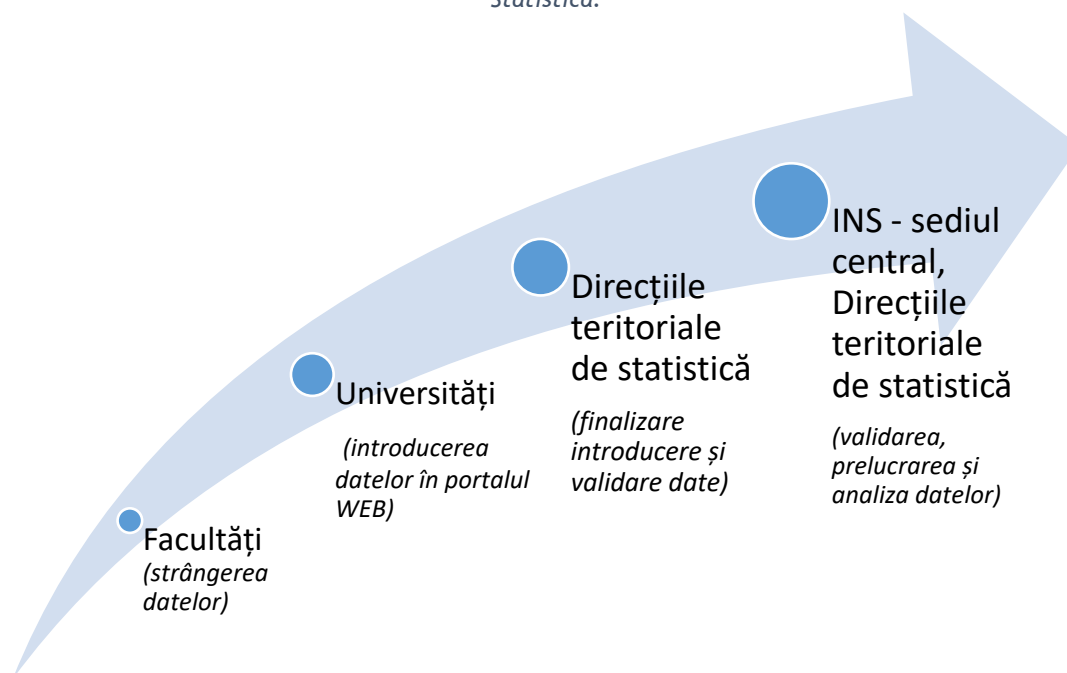 Statistică.
Facultăți
(strângerea
datelor)
Universități
(introducerea
datelor în portalul
WEB)
Direcțiile
teritoriale
de statistică
(finalizare
introducere și
validare date)
INS - sediul
central,
Direcțiile
teritoriale
de statistică
(validarea,
prelucrarea și
analiza datelor)